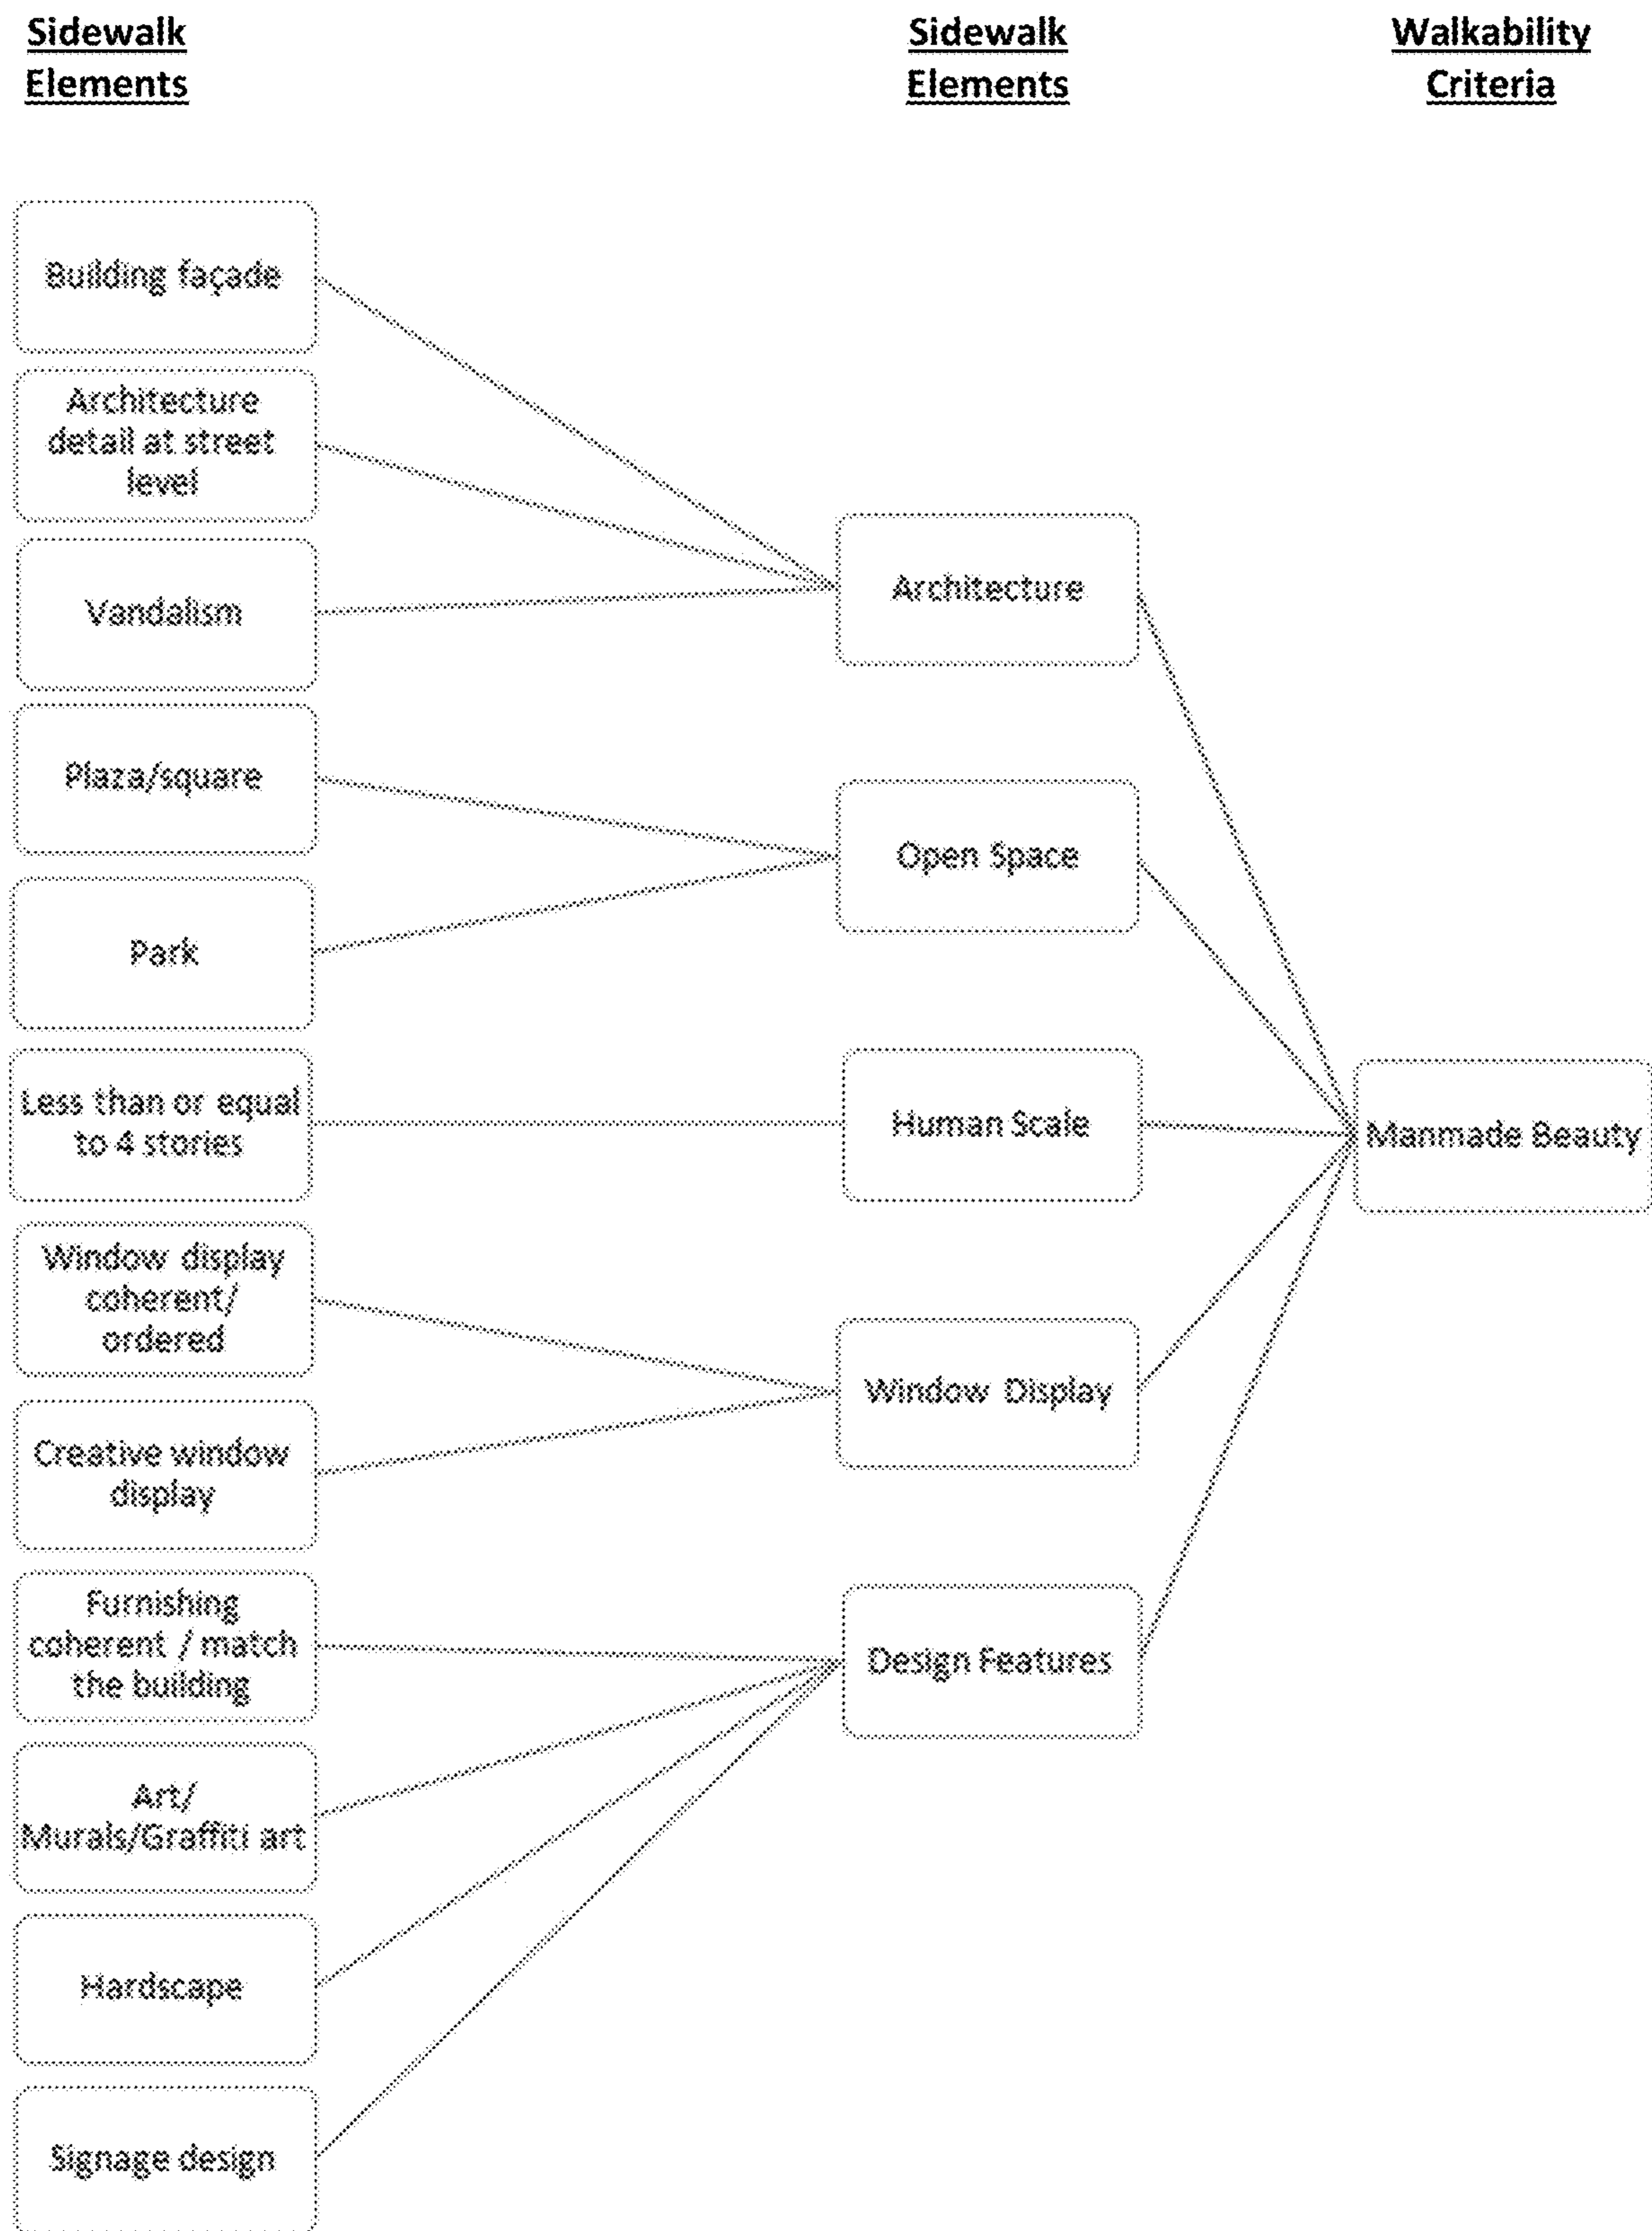 Sidewalk
Elements
Sidewalk
Elements
Walkability
Criteria
Building façade
Architecture
detail at street
level
Vandalism
Plaza/square
Park
Less than or equal
to 4 stories
Window display
coherent/
ordered
Creative window
display
Furnishing
coherent / match
the building
Art/
Murals/Graffiti art
Hardscape
Signage design
Architecture
Open Space
Human Scale
Window Display
Design Features
Manmade Beauty